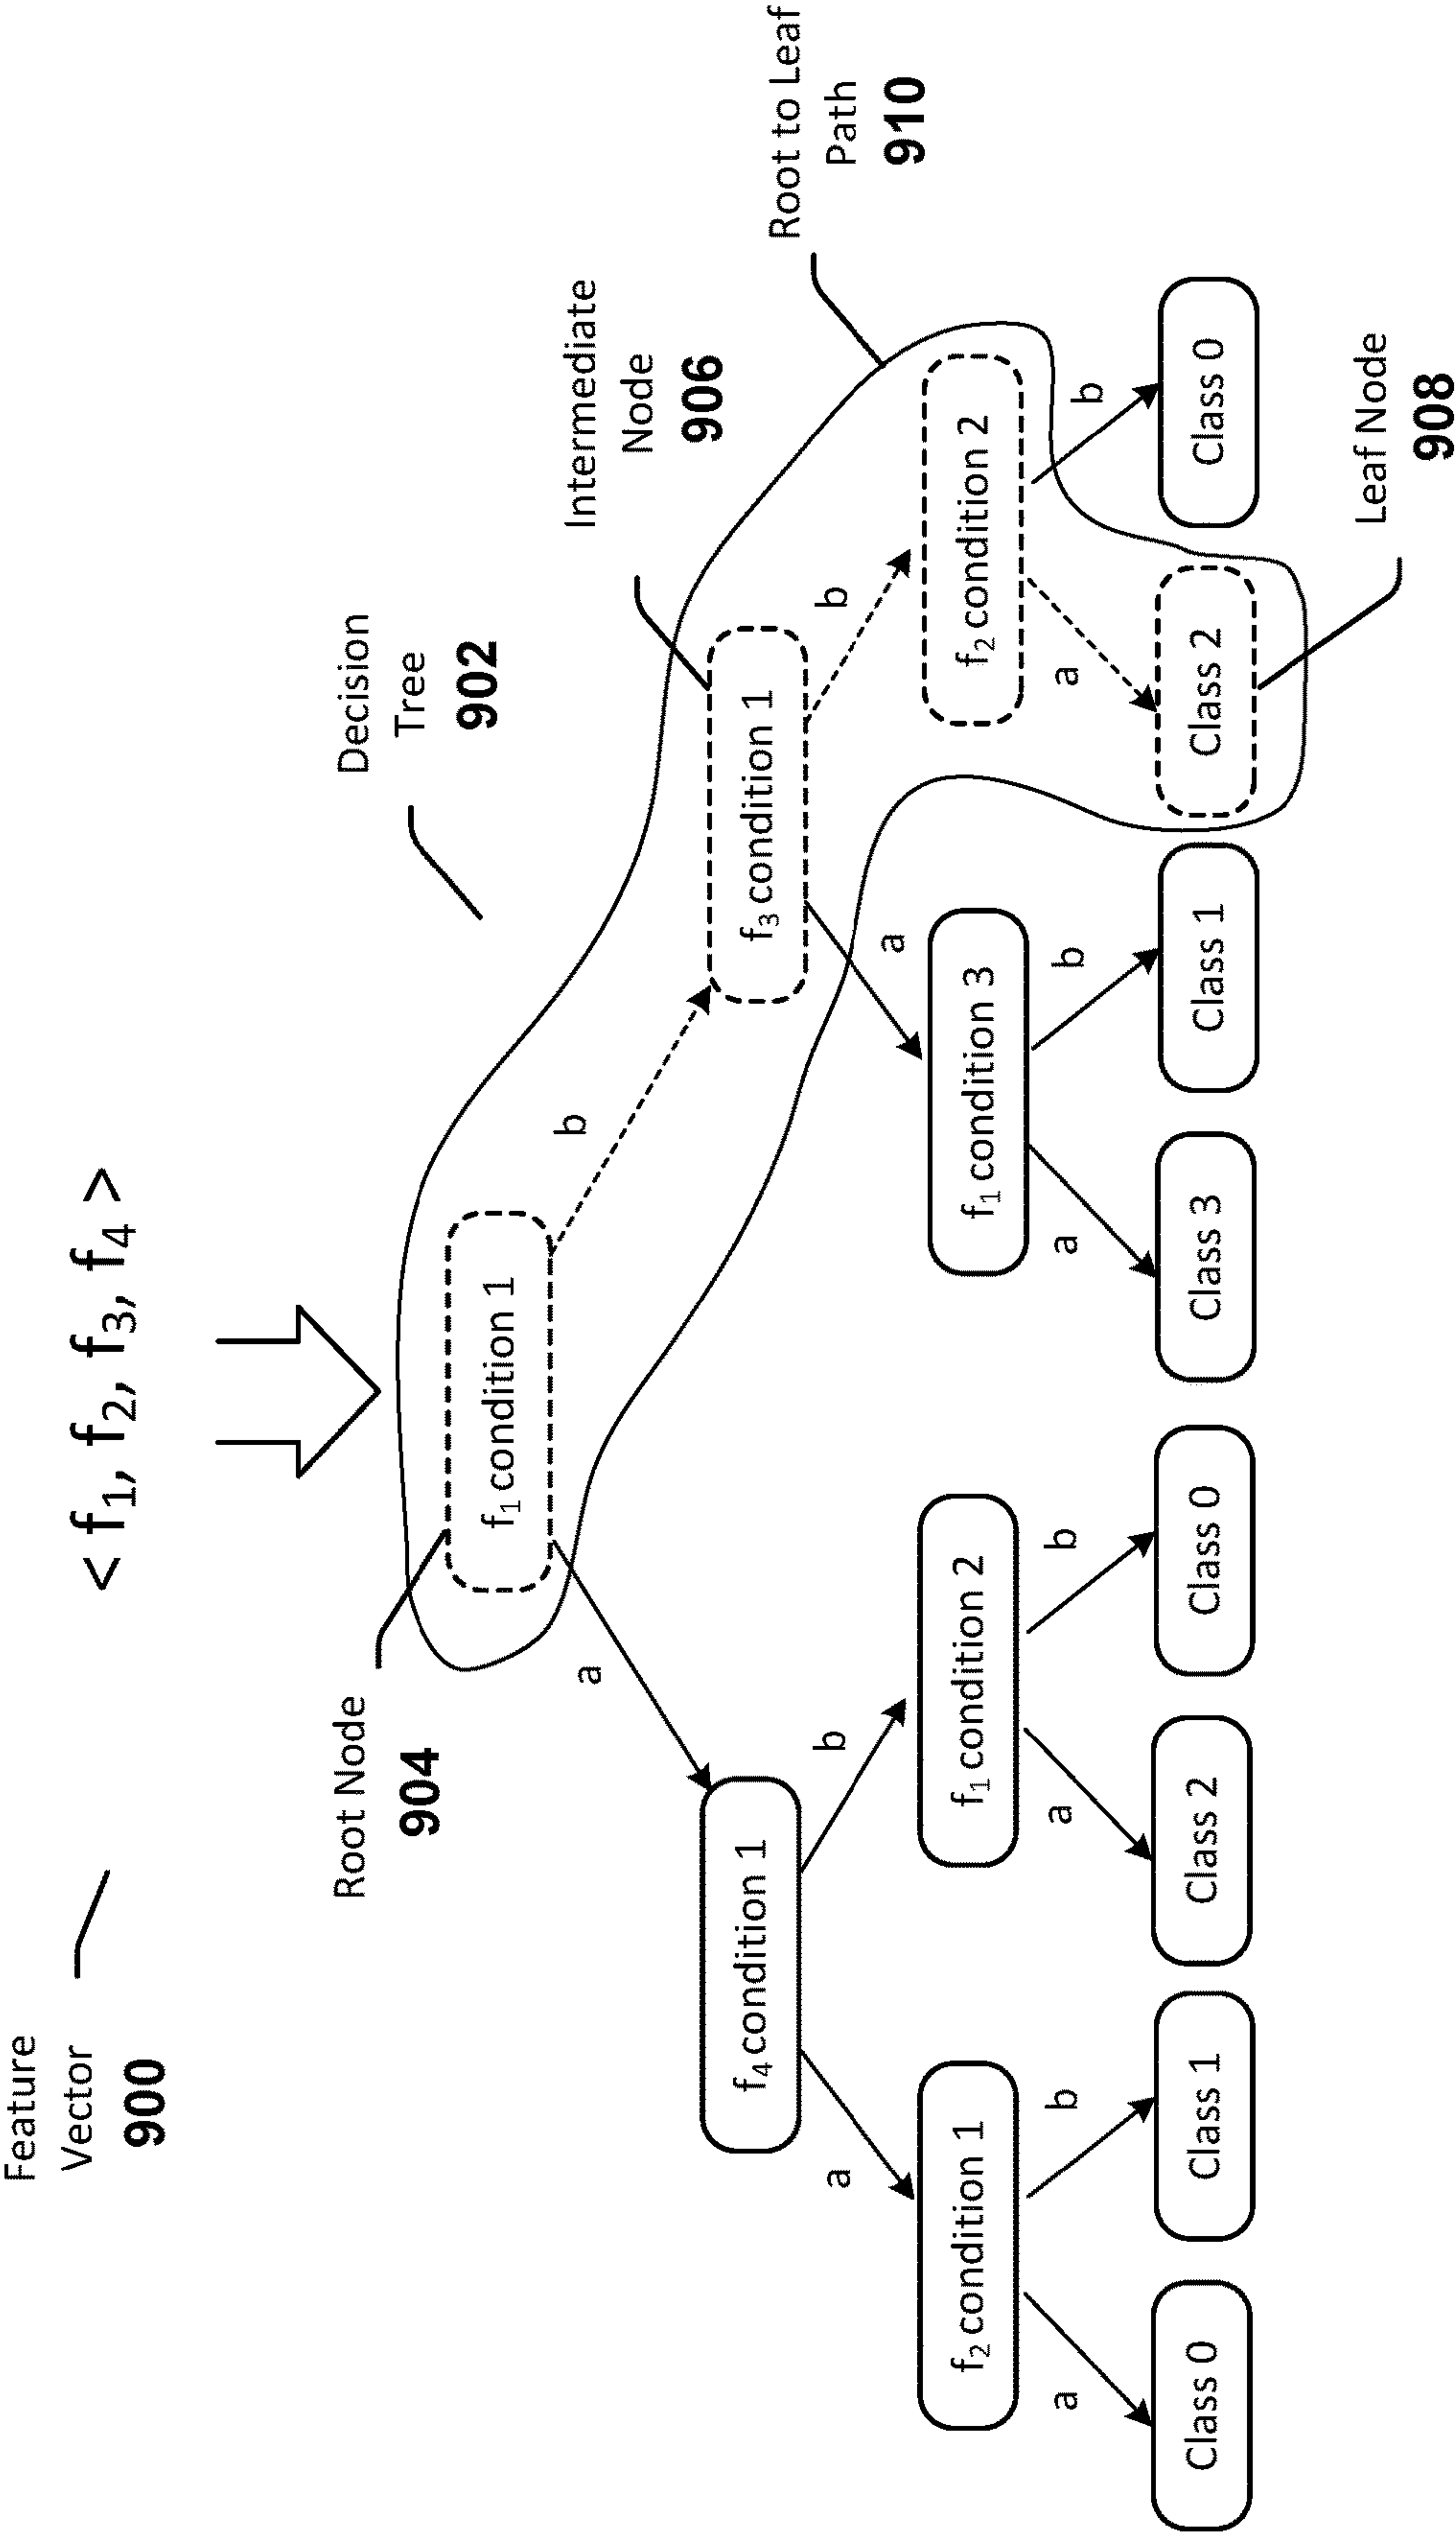 Feature
Vector
900
< f1, f2, f3, f4 >
Decision
Tree
902
Root Node
904
f1 condition 1
a
b
Intermediate
Node
906
Root to Leaf
Path
910
f4 condition 1
f3 condition 1
a
b
a
b
f2 condition 1
f1 condition 2
f1 condition 3
f2 condition 2
a
b
a
b
a
b
a
b
Class 0
Class 1
Class 2
Class 0
Class 3
Class 1
Class 2
Class 0
Leaf Node
908